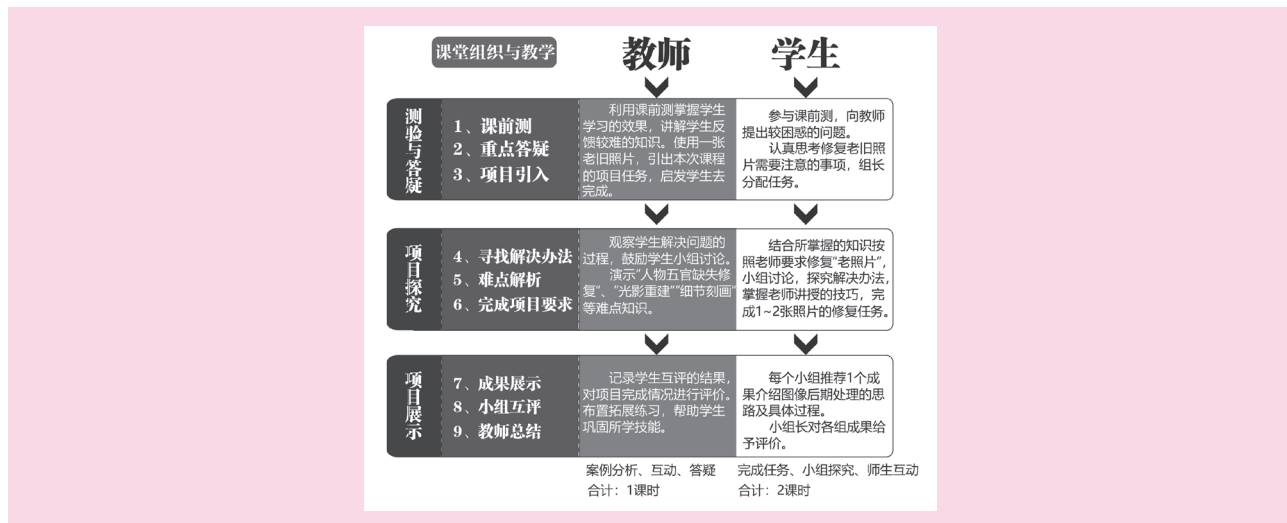 课堂组织与教学
教师
学生
测验与答疑
1、课前测
2、重点答疑
3、项目引入
利用课前测掌握学生
学习的效果，讲解学生反
馈较难的知识。使用一张
老旧照片，引出本次课程
的项目任务，启发学生去
完成。
参与课前测，向教师
提出较困惑的问题。
认真思考修复老旧照
片需要注意的事项，组长
分配任务。
项目探究
4、寻找解决办法
5、难点解析
6、完成项目要求
观察学生解决问题的
过程，鼓励学生小组讨论。
演示“人物五官缺失修
复”、“光影重建”“细节刻画”
等难点知识。
结合所掌握的知识按
照老师要求修复“老照片”，
小组讨论，探究解决办法，
掌握老师讲授的技巧，完
成1~2张照片的修复任务。
项目展示
7、成果展示
8、小组互评
9、教师总结
记录学生互评的结果，
对项目完成情况进行评价。
布置拓展练习，帮助学生
巩固所学技能。
每个小组推荐1个成
果介绍图像后期处理的思
路及具体过程。
小组长对各组成果给
予评价。
案例分析、互动、答疑
合计：1课时
完成任务、小组探究、师生互动
合计：2课时